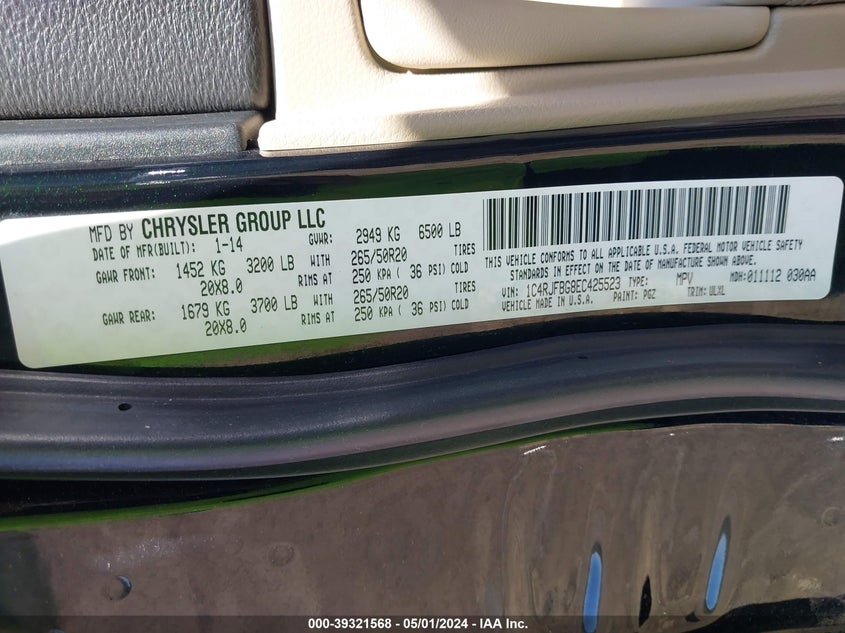 MFD BY CHRYSLER GROUP LLC
DATE OF MFR(BUILT): 1-14 GVWR: 2949 KG 6500 LB
GAWR FRONT: 1452 KG 3200 LB WITH 265/50R20 TIRES
20X8.0 RIMS AT 250 KPA ( 36 PSI) COLD
GAWR REAR: 1679 KG 3700 LB WITH 265/50R20 TIRES
20X8.0 RIMS AT 250 KPA ( 36 PSI) COLD
THIS VEHICLE CONFORMS TO ALL APPLICABLE U.S.A. FEDERAL MOTOR VEHICLE SAFETY
STANDARDS IN EFFECT ON THE DATE OF MANUFACTURE SHOWN ABOVE.
VIN: 1C4RJFBG8EC425523 TYPE: MPV MDH:011112 030AA
VEHICLE MADE IN U.S.A. PAINT: PGZ TRIM: ULXL
000-39321568 - 05/01/2024 - IAA Inc.